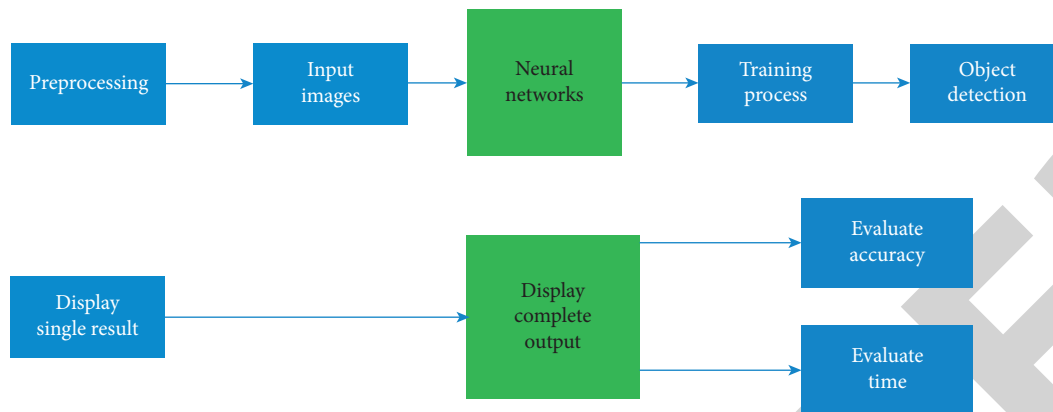 Preprocessing
Input
images
Neural
networks
Training
process
Object
detection
Display
single result
Display
complete
output
Evaluate
accuracy
Evaluate
time